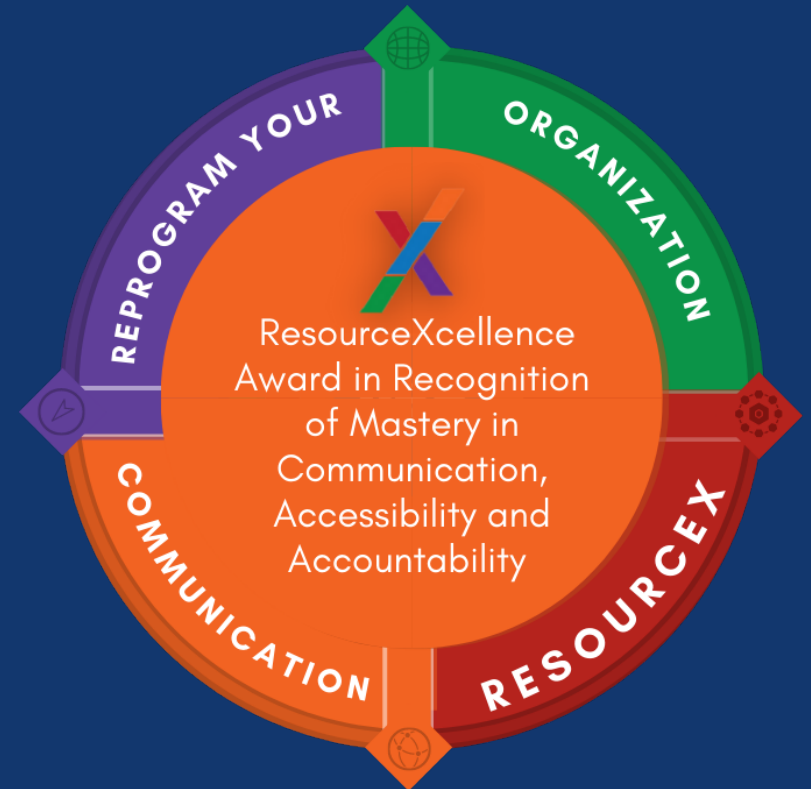 REPROGRAM YOUR
ORGANIZATION
ResourceXcellence
Award in Recognition
of Mastery in
Communication,
Accessibility and
Accountability
COMMUNICATION
RESOURCEX